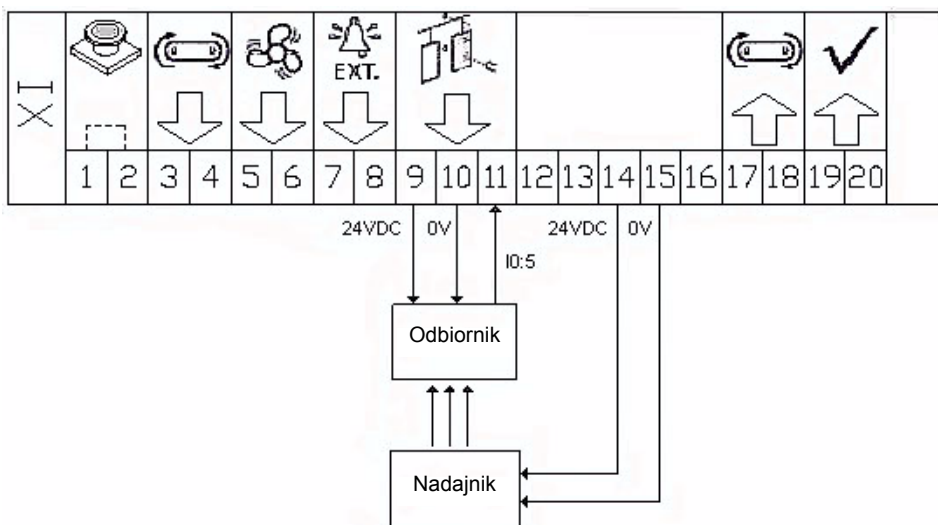 XI
EXT.
1 2 3 4 5 6 7 8 9 10 11 12 13 14 15 16 17 18 19 20
24VDC 0V 24VDC 0V
I0:5
Odbiornik
Nadajnik